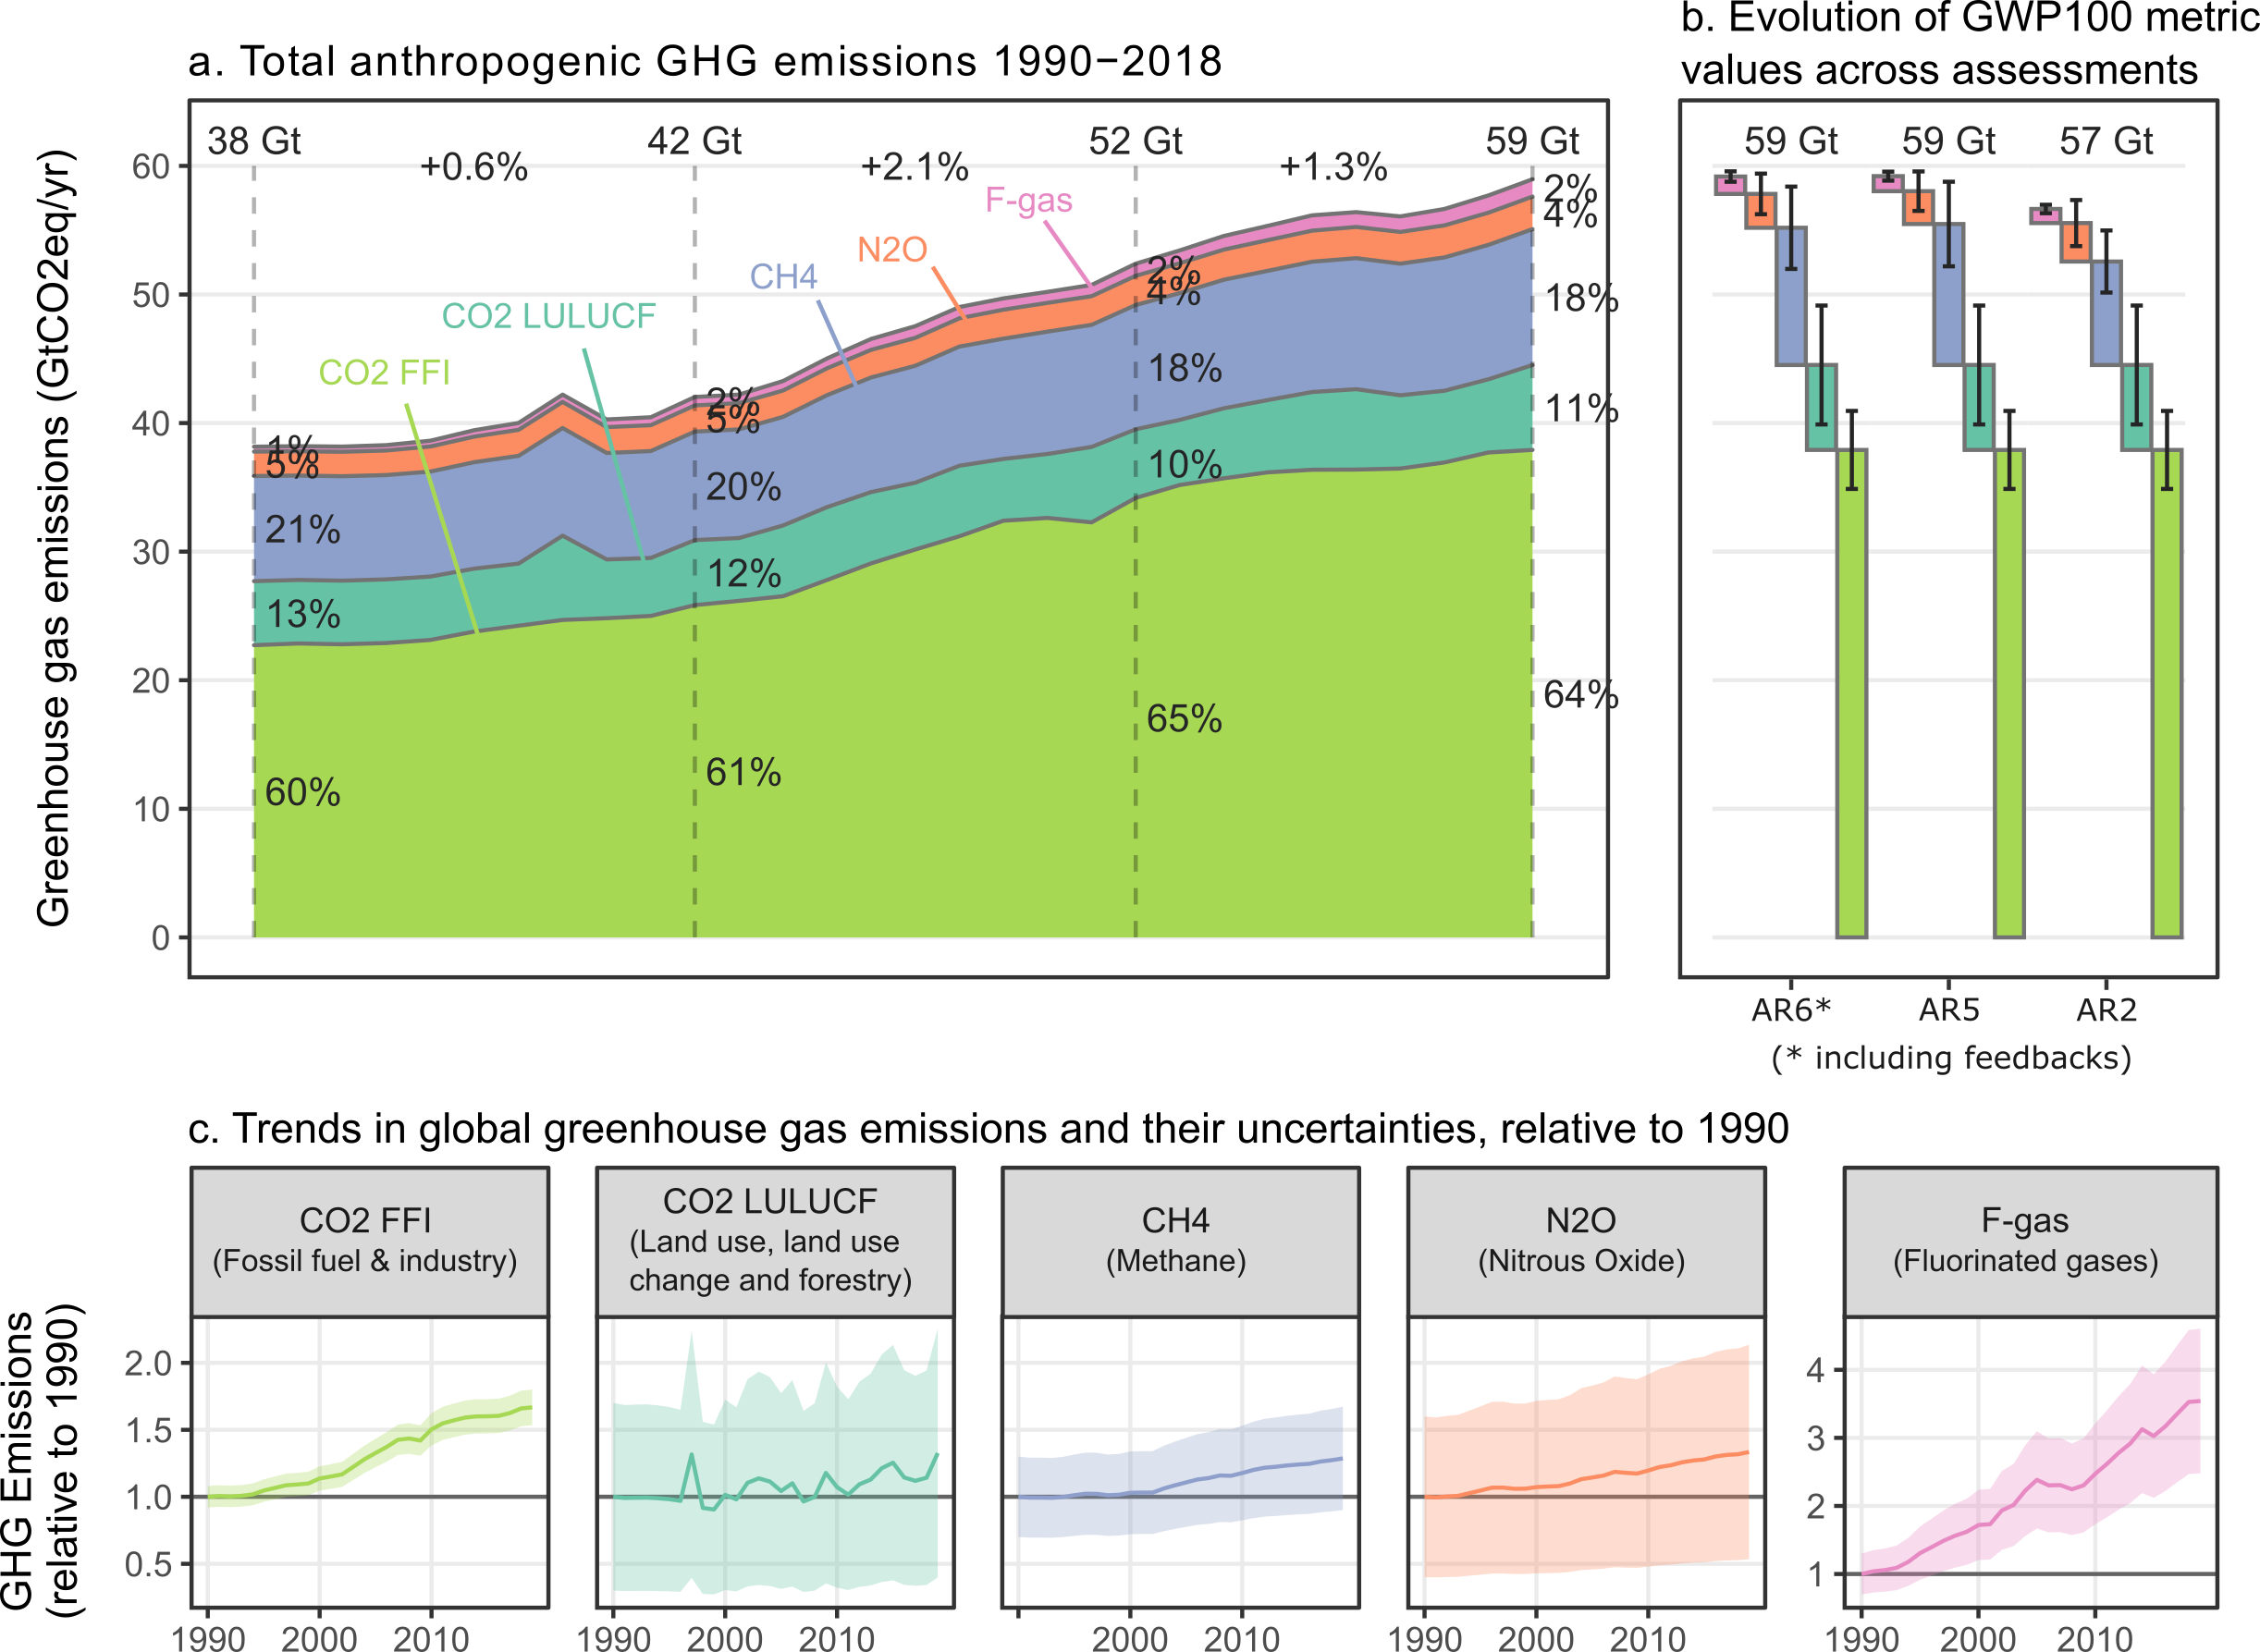 a. Total anthropogenic GHG emissions 1990−2018
b. Evolution of GWP100 metric
values across assessments
Greenhouse gas emissions (GtCO2eq/yr)
60
50
40
30
20
10
0
38 Gt
42 Gt
52 Gt
59 Gt
+0.6%
+2.1%
+1.3%
F-gas
N2O
CH4
CO2 LULUCF
CO2 FFI
1%
5%
21%
13%
60%
2%
5%
20%
12%
61%
2%
4%
18%
10%
65%
2%
4%
18%
11%
64%
59 Gt
59 Gt
57 Gt
AR6*
AR5
AR2
(* including feedbacks)
c. Trends in global greenhouse gas emissions and their uncertainties, relative to 1990
GHG Emissions
(relative to 1990)
CO2 FFI
(Fossil fuel & industry)
CO2 LULUCF
(Land use, land use
change and forestry)
CH4
(Methane)
N2O
(Nitrous Oxide)
F-gas
(Fluorinated gases)
2.0
1.5
1.0
0.5
4
3
2
1
1990 2000 2010
1990 2000 2010
2000 2010
1990 2000 2010
1990 2000 2010